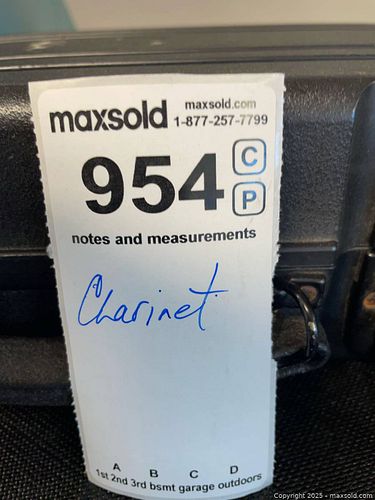 maxsold maxsold.com
1-877-257-7799
954 C
P
notes and measurements
Clarinet
A B C D
1st 2nd 3rd bsmt garage outdoors
Copyright 2025 - maxsold.com